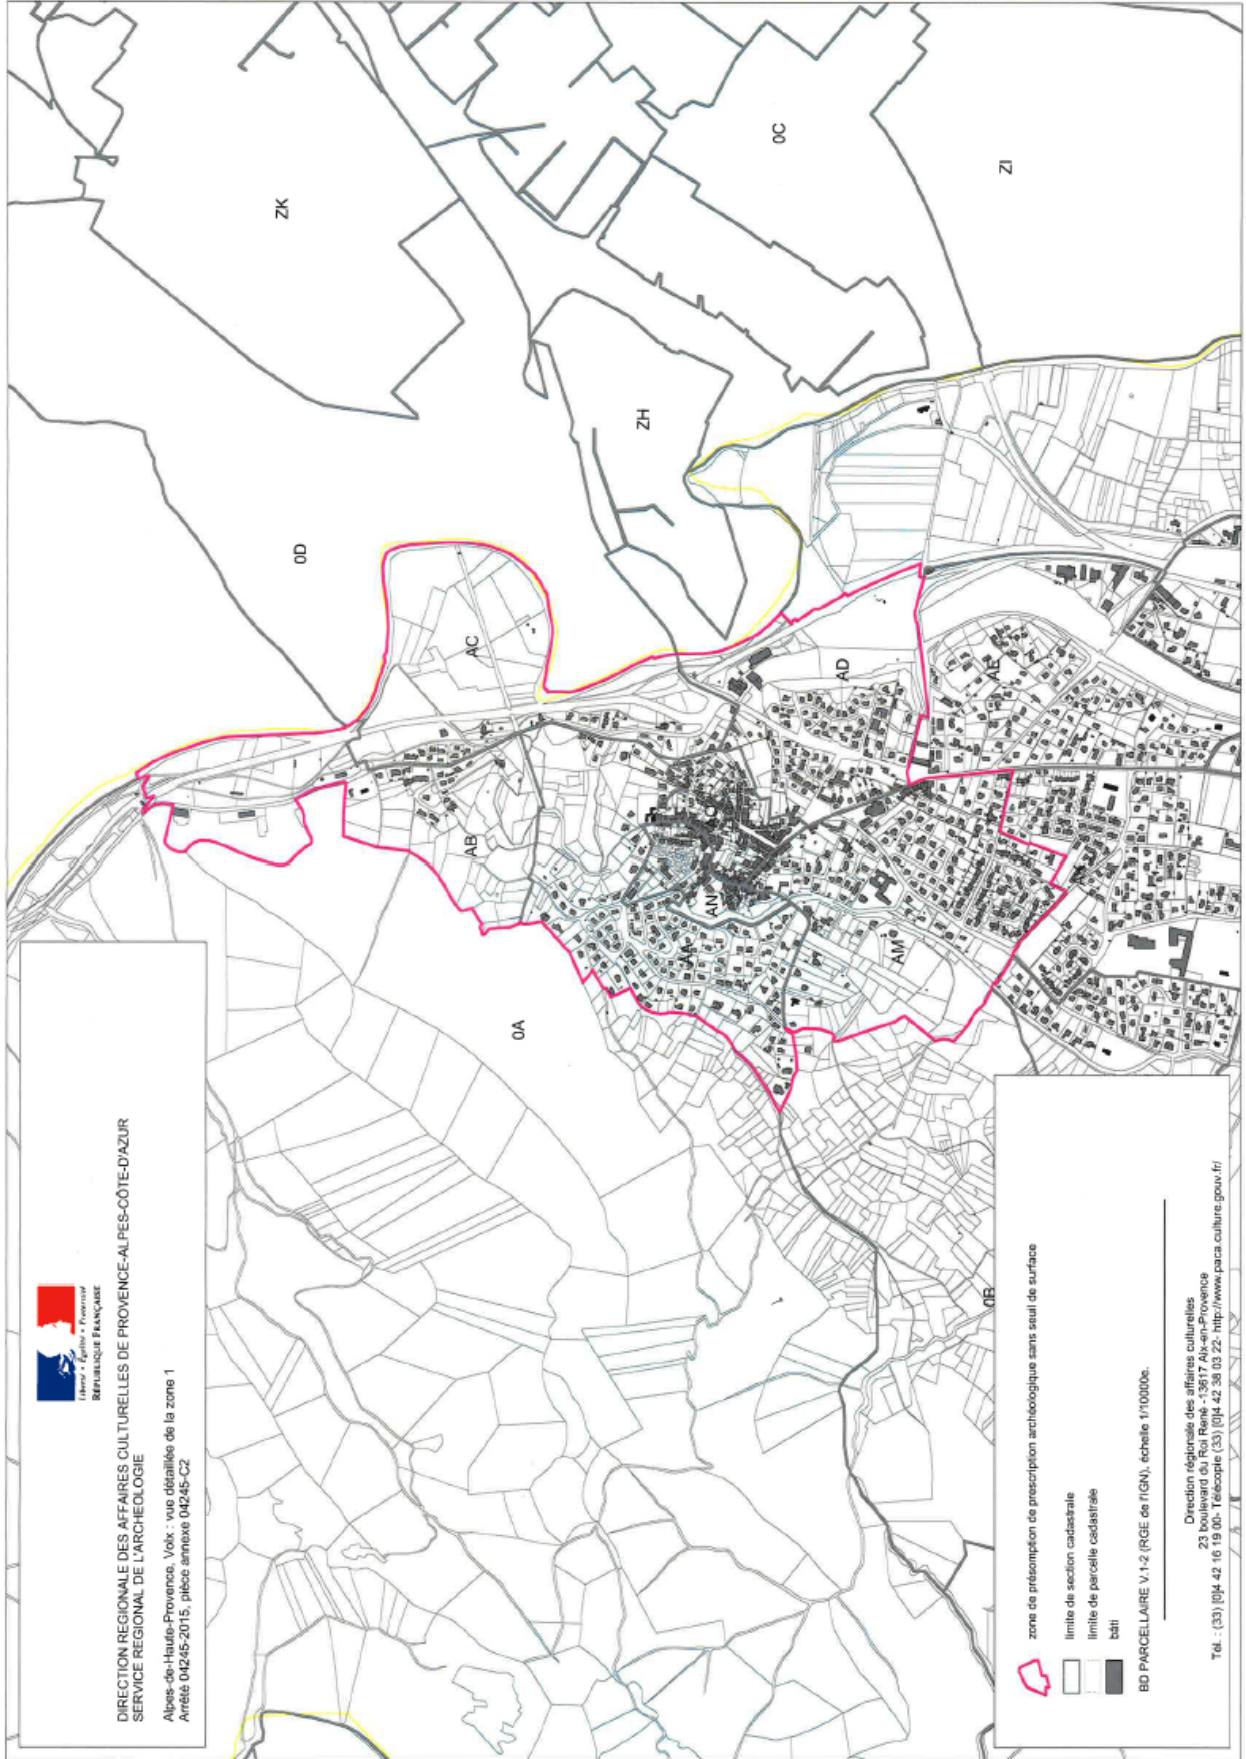 Liberté • Égalité • Fraternité
RÉPUBLIQUE FRANÇAISE
DIRECTION REGIONALE DES AFFAIRES CULTURELLES DE PROVENCE-ALPES-CÔTE-D'AZUR
SERVICE REGIONAL DE L'ARCHEOLOGIE
Alpes-de-Haute-Provence, Volx : vue détaillée de la zone 1
Arrêté 04245-2015, pièce annexe 04245-C2
ZK
0D
0C
ZI
ZH
AC
AD
AE
AB
AO
AN
AA
AM
0A
0B
zone de présomption de prescription archéologique sans seuil de surface
limite de section cadastrale
limite de parcelle cadastrale
bâti
BD PARCELLAIRE V.1-2 (RGE de l'IGN), échelle 1/10000e.
Direction régionale des affaires culturelles
23 boulevard du Roi René - 13617 Aix-en-Provence
Tél. : (33) [0]4 42 16 19 00- Télécopie (33) [0]4 42 38 03 22- http://www.paca.culture.gouv.fr/